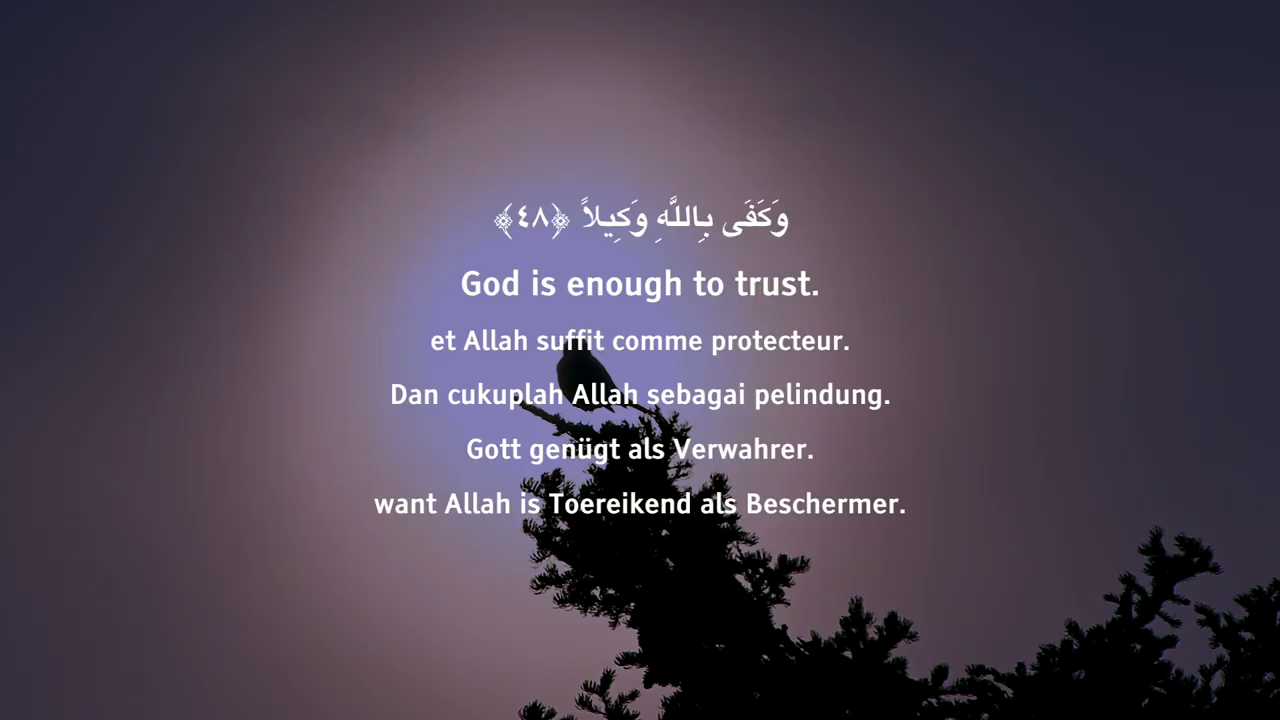 وَكَفَى بِاللَّهِ وَكِيلاً ﴿٤٨﴾
God is enough to trust.
et Allah suffit comme protecteur.
Dan cukuplah Allah sebagai pelindung.
Gott genügt als Verwahrer.
want Allah is Toereikend als Beschermer.